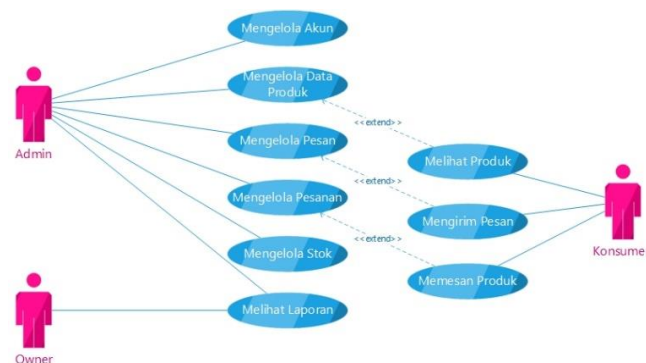 Mengelola Akun
Mengelola Data
Produk
<<extend>>
Mengelola Pesan
Melihat Produk
Admin
<<extend>>
Mengelola Pesanan
Mengirim Pesan
<<extend>>
Mengelola Stok
Memesan Produk
Konsume
Melihat Laporan
Owner